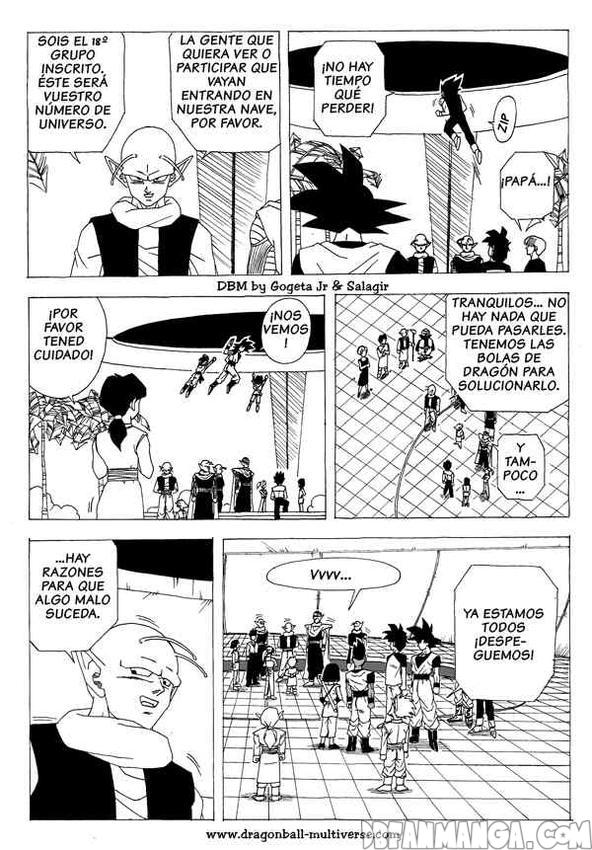 SOIS EL 18º
GRUPO
INSCRITO.
ÉSTE SERÁ
VUESTRO
NÚMERO DE
UNIVERSO.
LA GENTE QUE
QUIERA VER O
PARTICIPAR QUE
VAYAN
ENTRANDO EN
NUESTRA NAVE,
POR FAVOR.
¡NO HAY
TIEMPO
QUÉ
PERDER!
ZIP
¡PAPÁ...!
DBM by Gogeta Jr & Salagir
¡POR
FAVOR
TENED
CUIDADO!
¡NOS
VEMOS
!
TRANQUILOS... NO
HAY NADA QUE
PUEDA PASARLES.
TENEMOS LAS
BOLAS DE
DRAGÓN PARA
SOLUCIONARLO.
Y
TAM-
POCO
...
...HAY
RAZONES
PARA QUE
ALGO MALO
SUCEDA.
VVVV...
YA ESTAMOS
TODOS
¡DESPE-
GUEMOS!
www.dragonball-multiverse.com
DBFANMANGA.COM